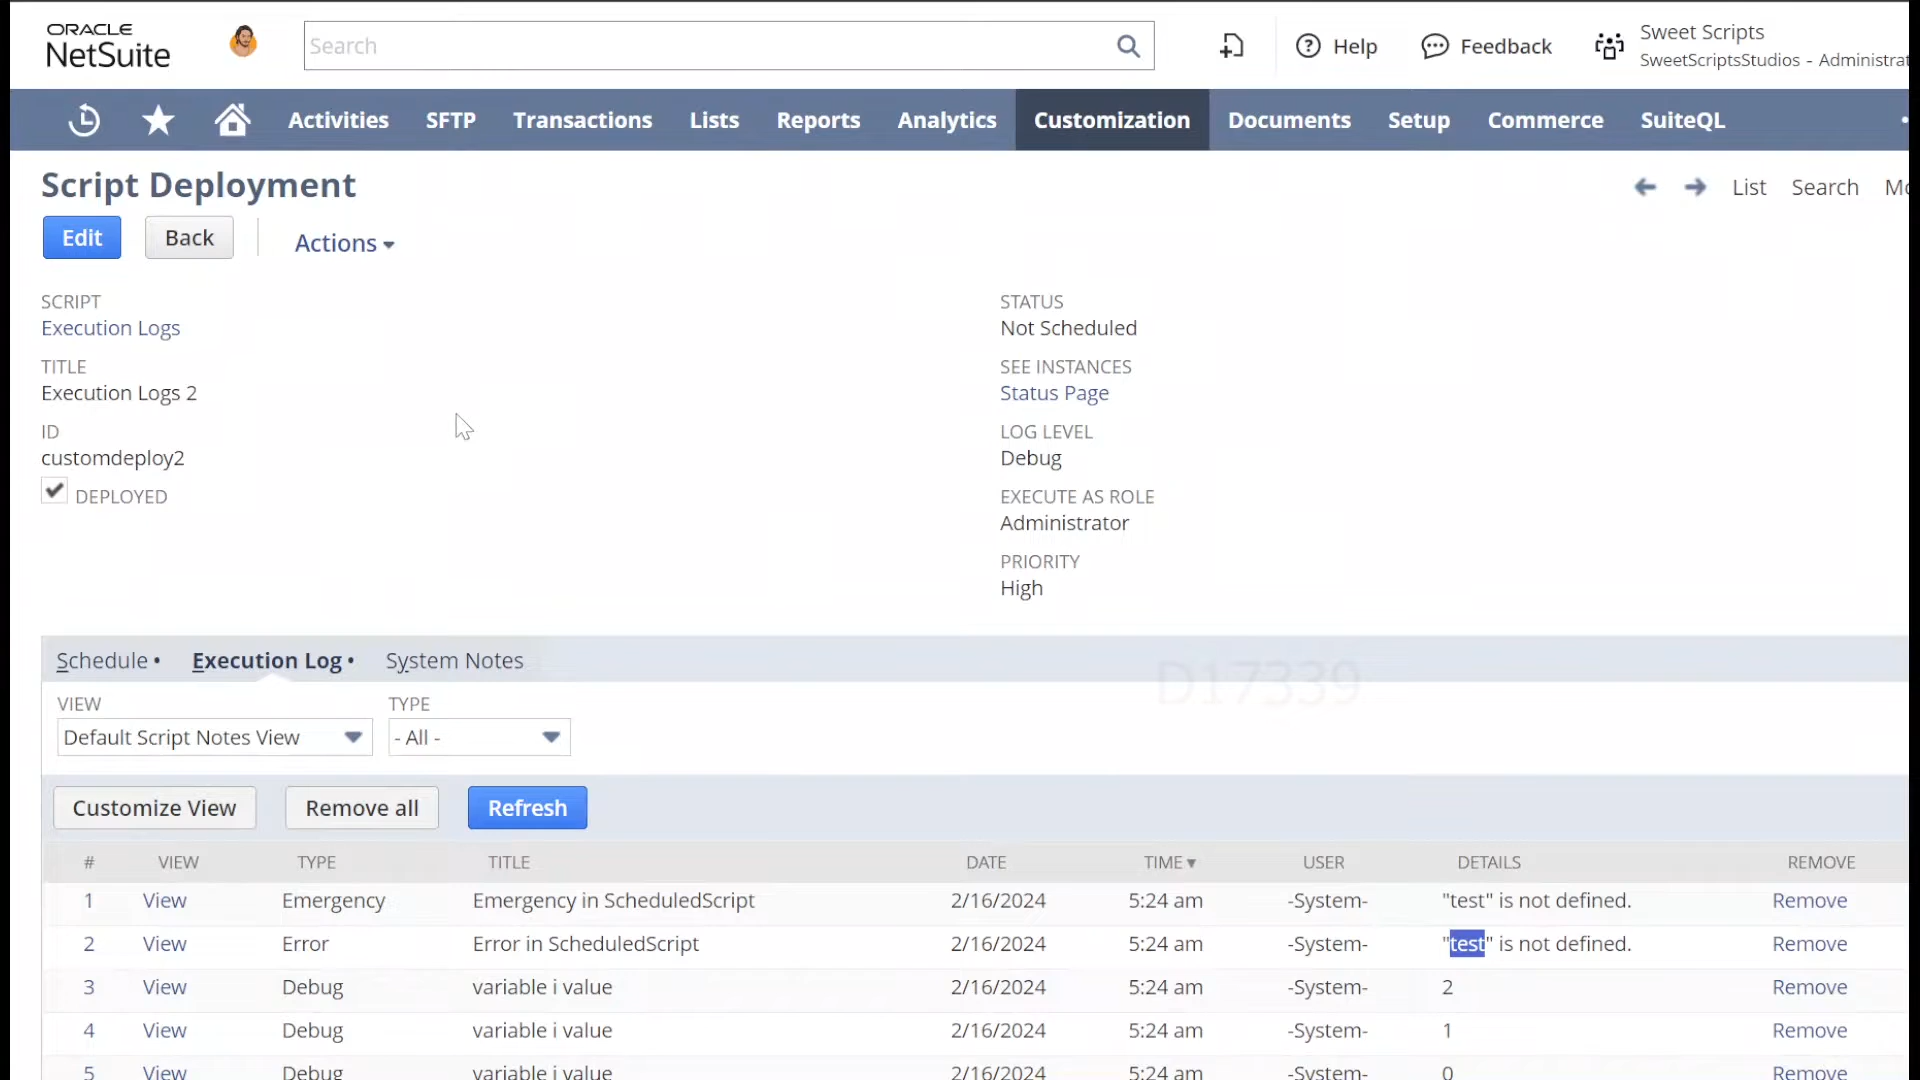 ORACLE
NetSuite
Search
Help
Feedback
Sweet Scripts
SweetScriptsStudios - Administrat
Activities
SFTP
Transactions
Lists
Reports
Analytics
Customization
Documents
Setup
Commerce
SuiteQL
Script Deployment
List
Search
Mo
Edit
Back
Actions
SCRIPT
Execution Logs
TITLE
Execution Logs 2
ID
customdeploy2
DEPLOYED
STATUS
Not Scheduled
SEE INSTANCES
Status Page
LOG LEVEL
Debug
EXECUTE AS ROLE
Administrator
PRIORITY
High
Schedule •
Execution Log •
System Notes
D17339
VIEW
Default Script Notes View
TYPE
- All -
Customize View
Remove all
Refresh
# VIEW TYPE TITLE DATE TIME▼ USER DETAILS REMOVE
1 View Emergency Emergency in ScheduledScript 2/16/2024 5:24 am -System- "test" is not defined. Remove
2 View Error Error in ScheduledScript 2/16/2024 5:24 am -System- "test" is not defined. Remove
3 View Debug variable i value 2/16/2024 5:24 am -System- 2 Remove
4 View Debug variable i value 2/16/2024 5:24 am -System- 1 Remove
5 View Debug variable i value 2/16/2024 5:24 am -System- 0 Remove